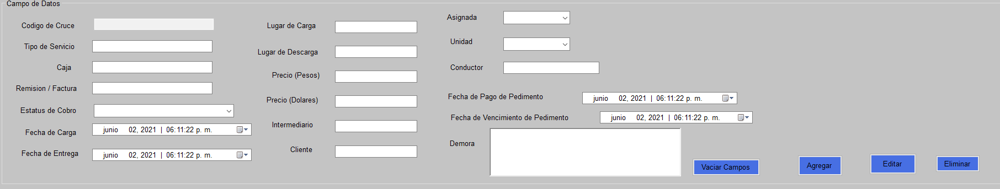 Campo de Datos
Codigo de Cruce
Tipo de Servicio
Caja
Remision / Factura
Estatus de Cobro
Fecha de Carga junio 02, 2021 | 06:11:22 p. m.
Fecha de Entrega junio 02, 2021 | 06:11:22 p. m.
Lugar de Carga
Lugar de Descarga
Precio (Pesos)
Precio (Dolares)
Intermediario
Cliente
Asignada
Unidad
Conductor
Fecha de Pago de Pedimento junio 02, 2021 | 06:11:22 p. m.
Fecha de Vencimiento de Pedimento junio 02, 2021 | 06:11:22 p. m.
Demora
Vaciar Campos Agregar Editar Eliminar